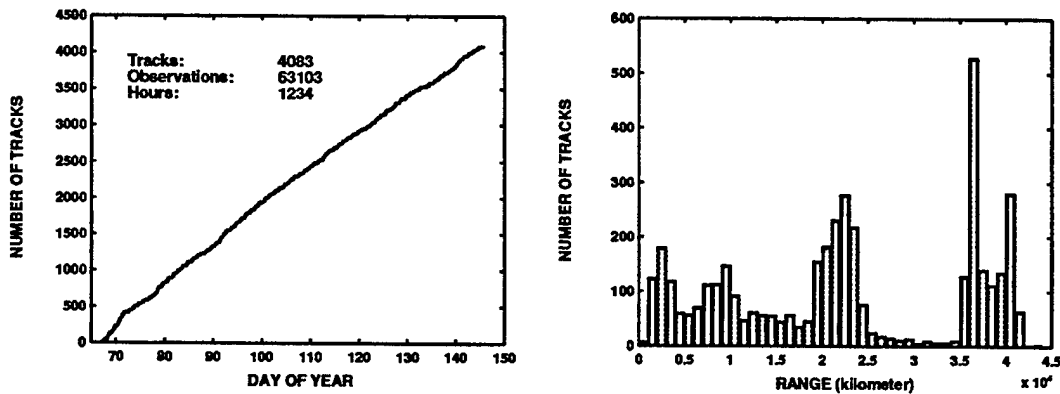 4500
4000
3500
3000
2500
2000
1500
1000
500
0
NUMBER OF TRACKS
Tracks: 4083
Observations: 63103
Hours: 1234
70 80 90 100 110 120 130 140 150
DAY OF YEAR
600
500
400
300
200
100
0
NUMBER OF TRACKS
0 0.5 1 1.5 2 2.5 3 3.5 4 4.5
x 10⁴
RANGE (kilometer)